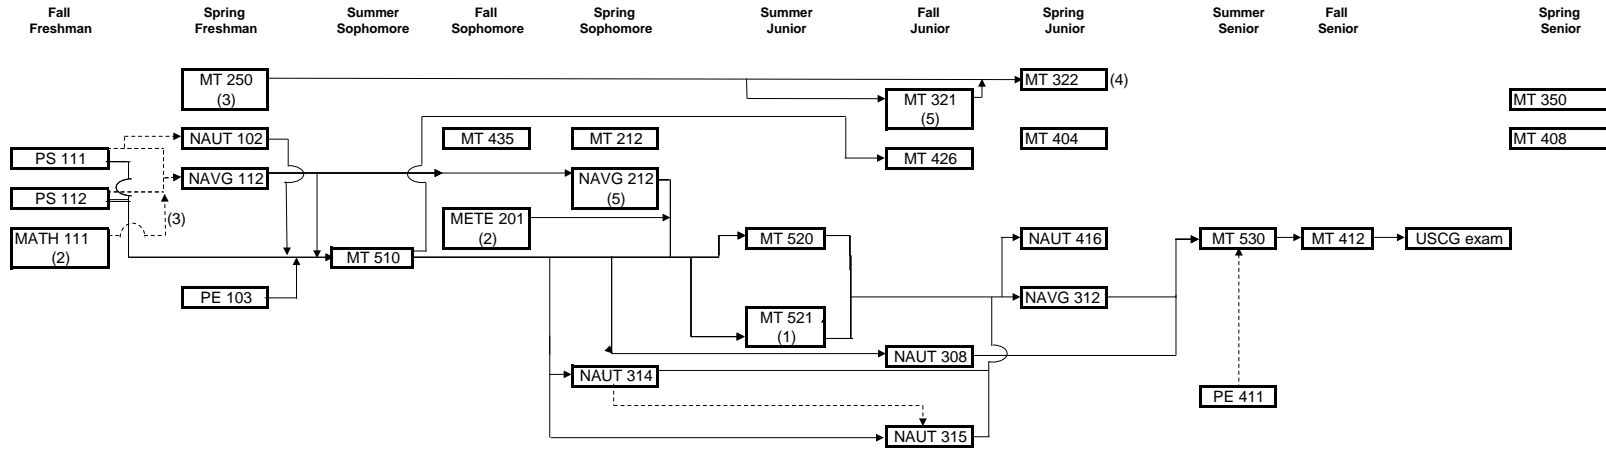 Fall
Freshman
Spring
Freshman
Summer
Sophomore
Fall
Sophomore
Spring
Sophomore
Summer
Junior
Fall
Junior
Spring
Junior
Summer
Senior
Fall
Senior
Spring
Senior
MT 250
(3)
MT 322
(4)
MT 321
(5)
MT 350
NAUT 102
MT 435
MT 212
MT 404
MT 408
PS 111
MT 426
NAVG 112
NAVG 212
(5)
PS 112
(3)
METE 201
(2)
MATH 111
(2)
MT 510
MT 520
NAUT 416
MT 530
MT 412
USCG exam
PE 103
NAVG 312
MT 521
(1)
NAUT 308
NAUT 314
PE 411
NAUT 315